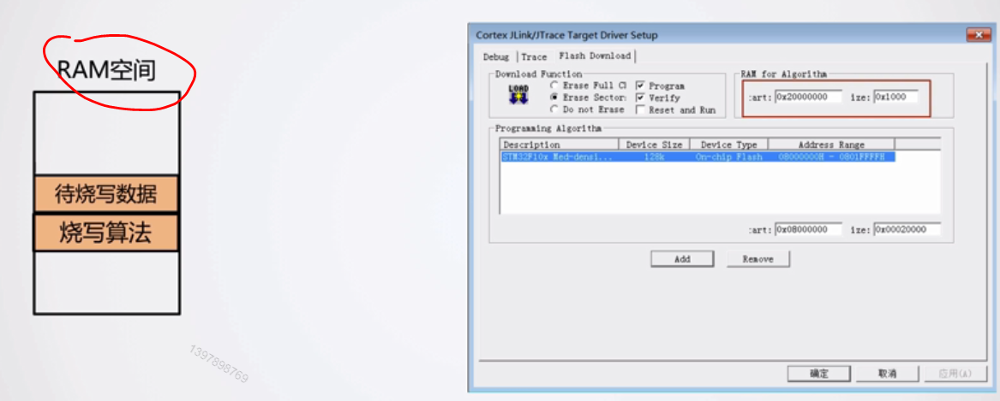 RAM空间
待烧写数据
烧写算法
1397898769
Cortex JLink/JTrace Target Driver Setup
Debug Trace Flash Download
Download Function
LOAD
Erase Full C
Program
Erase Sector
Verify
Do not Erase
Reset and Run
RAM for Algorithm
:art: 0x20000000 ize: 0x1000
Programming Algorithm
Description Device Size Device Type Address Range
STM32F10x Med-densi... 128k On-chip Flash 08000000H - 0801FFFFH
:art: 0x08000000 ize: 0x00020000
Add Remove
确定 取消 应用(A)